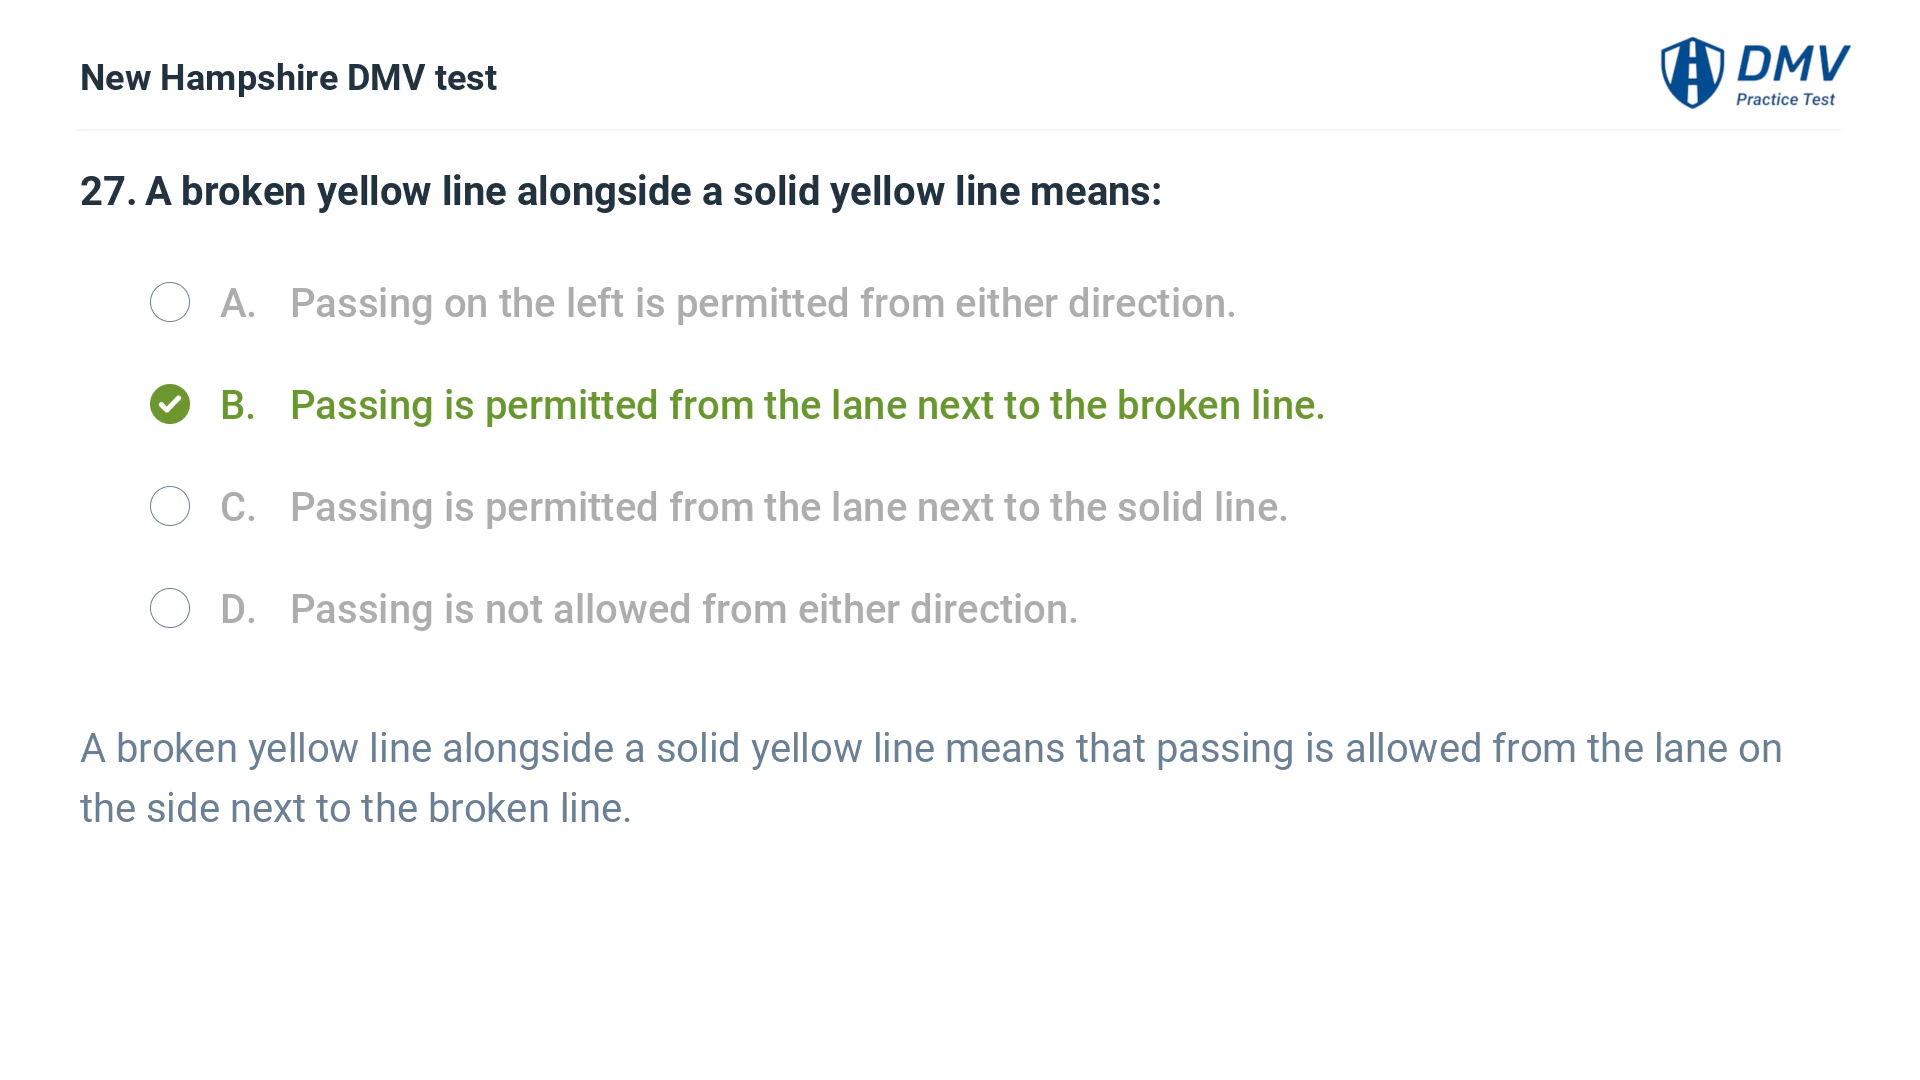 New Hampshire DMV test
DMV
Practice Test
27. A broken yellow line alongside a solid yellow line means:
A. Passing on the left is permitted from either direction.
B. Passing is permitted from the lane next to the broken line.
C. Passing is permitted from the lane next to the solid line.
D. Passing is not allowed from either direction.
A broken yellow line alongside a solid yellow line means that passing is allowed from the lane on
the side next to the broken line.